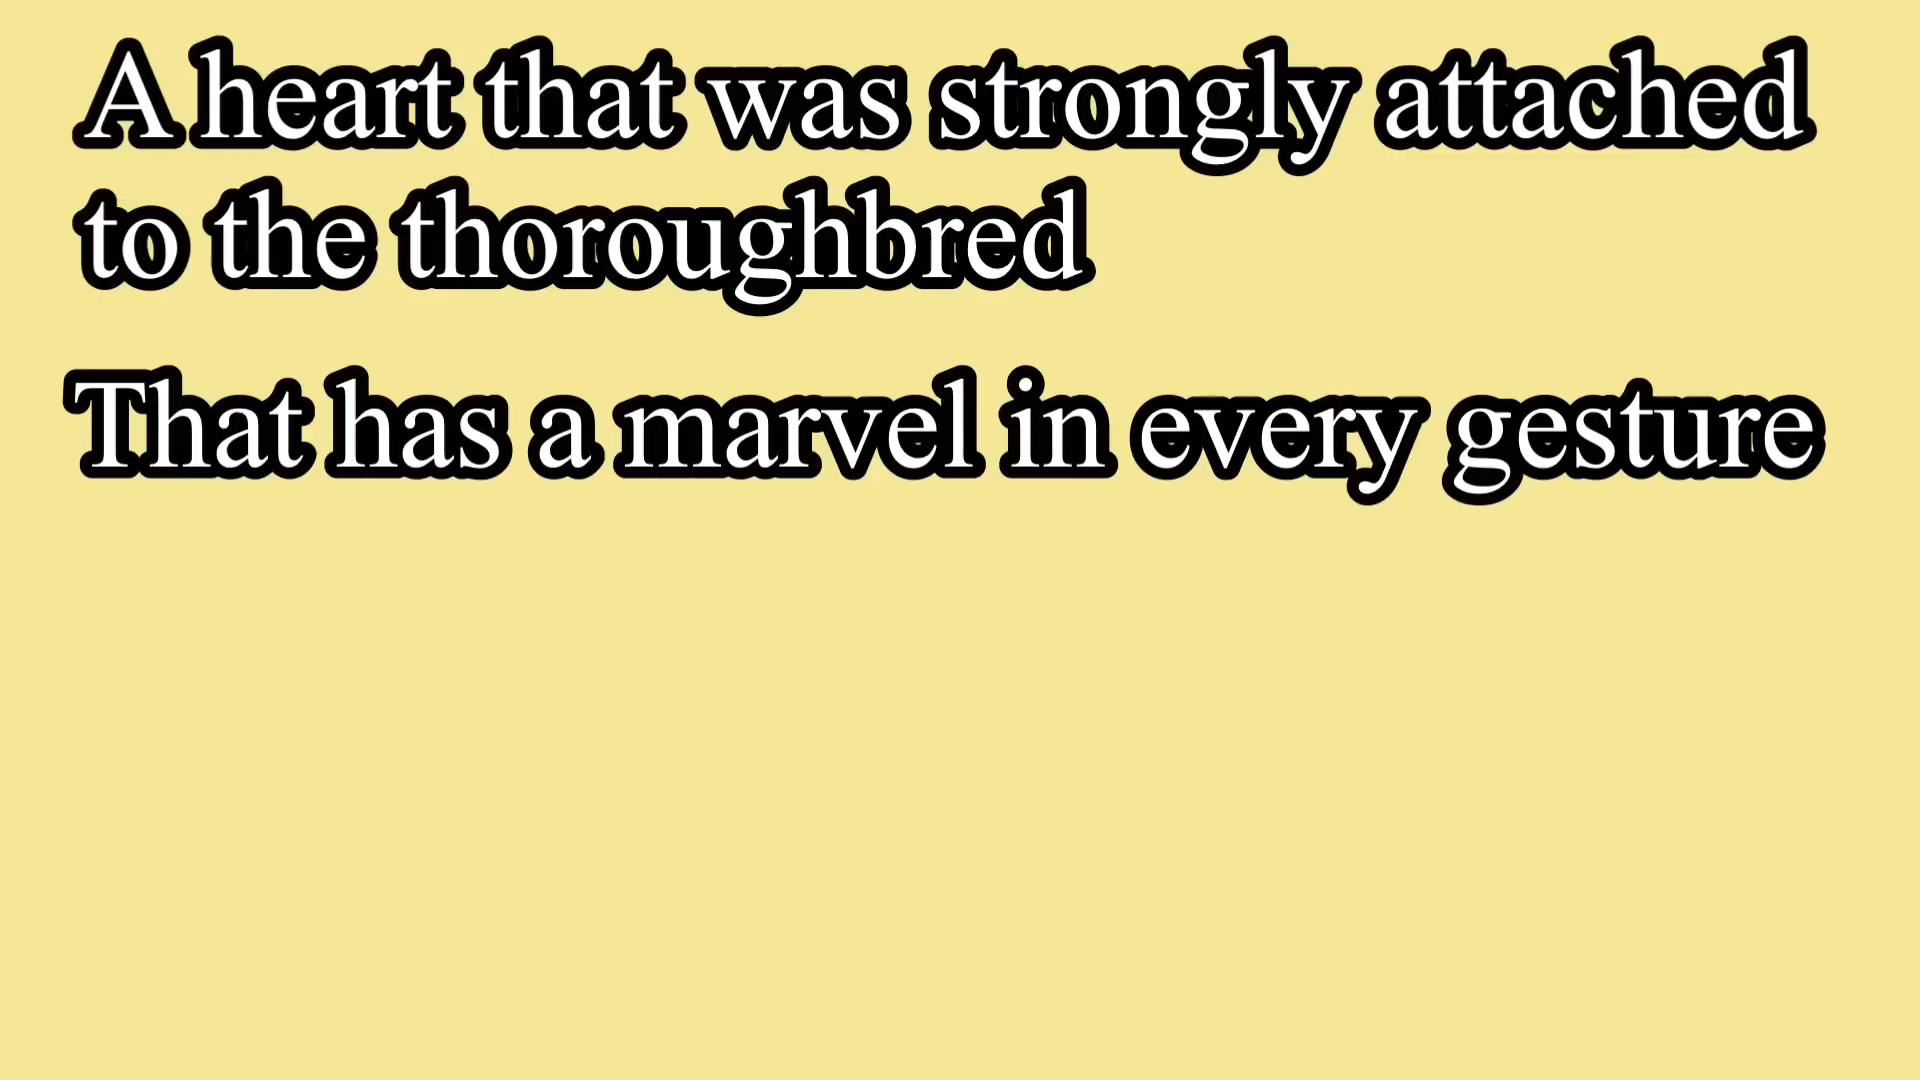 A heart that was strongly attached
to the thoroughbred
That has a marvel in every gesture